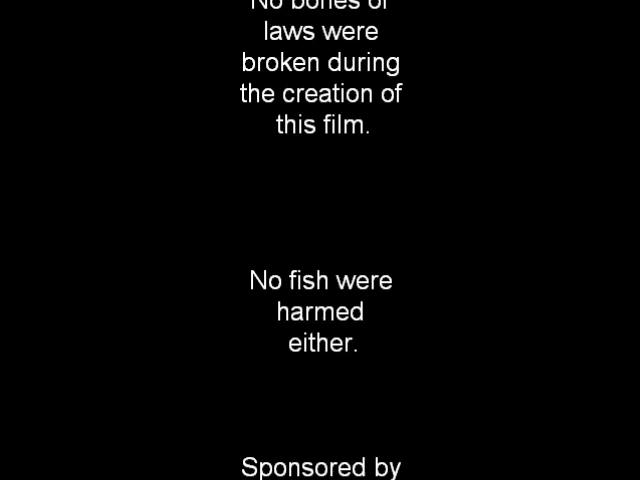 No bones or
laws were
broken during
the creation of
this film.
No fish were
harmed
either.
Sponsored by